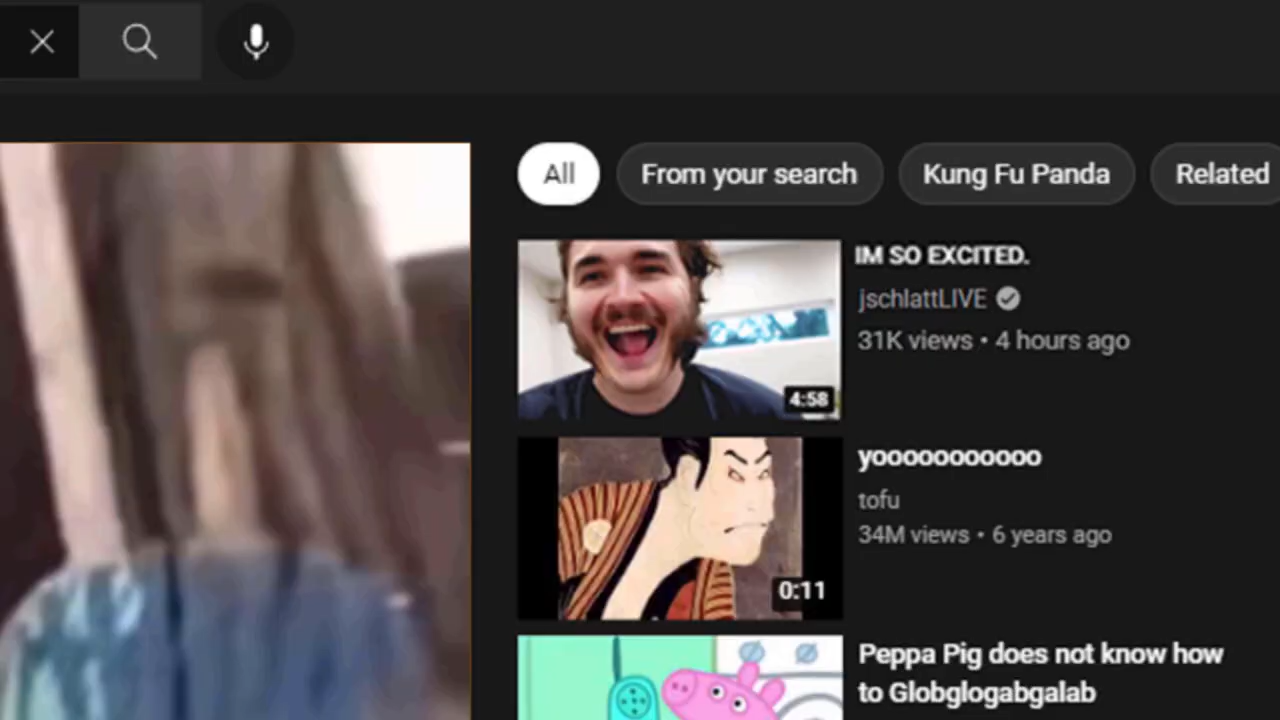 All
From your search
Kung Fu Panda
Related
IM SO EXCITED.
jschlattLIVE
31K views • 4 hours ago
4:58
yooooooooooo
tofu
34M views • 6 years ago
0:11
Peppa Pig does not know how
to Globglogabgalab